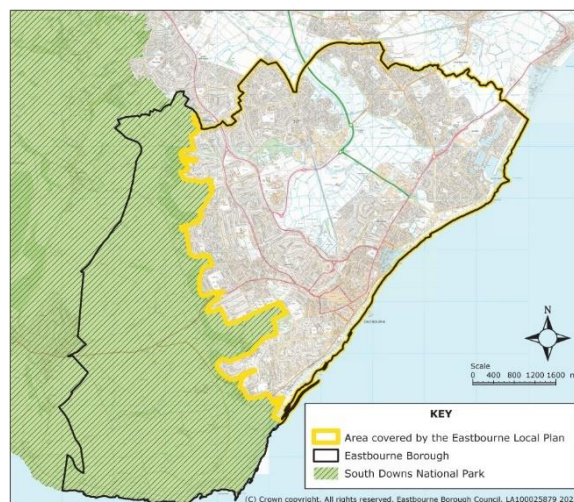 EASTBOURNE
N
Scale
0 400 800 1200 1600 m
KEY
Area covered by the Eastbourne Local Plan
Eastbourne Borough
South Downs National Park
(C) Crown copyright. All rights reserved. Eastbourne Borough Council. LA100025879 202